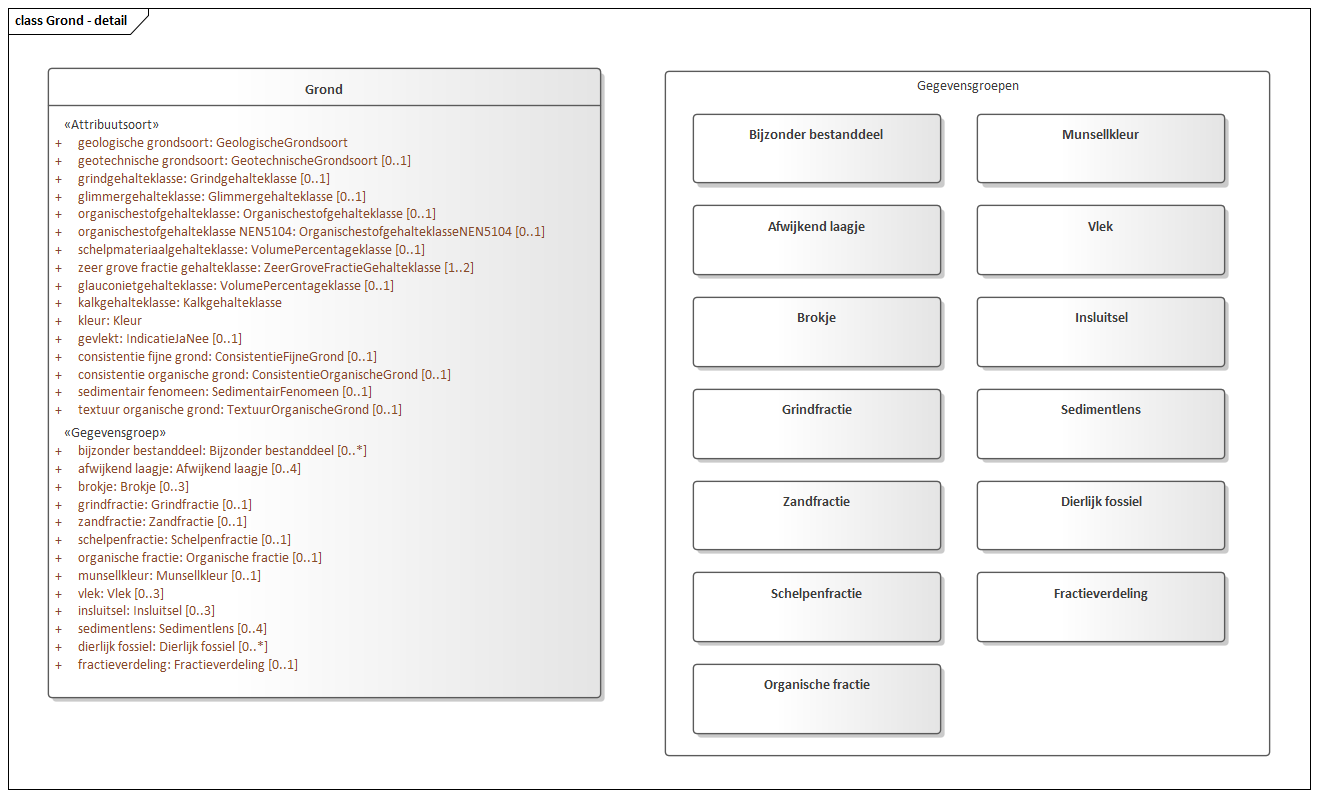 class Grond - detail
Grond
«Attribuutsoort»
+ geologische grondsoort: GeologischeGrondsoort
+ geotechnische grondsoort: GeotechnischeGrondsoort [0..1]
+ grindgehalteklasse: Grindgehalteklasse [0..1]
+ glimmergehalteklasse: Glimmergehalteklasse [0..1]
+ organischestofgehalteklasse: Organischestofgehalteklasse [0..1]
+ organischestofgehalteklasse NEN5104: OrganischestofgehalteklasseNEN5104 [0..1]
+ schelpmateriaalgehalteklasse: VolumePercentageklasse [0..1]
+ zeer grove fractie gehalteklasse: ZeerGroveFractieGehalteklasse [1..2]
+ glauconietgehalteklasse: VolumePercentageklasse [0..1]
+ kalkgehalteklasse: Kalkgehalteklasse
+ kleur: Kleur
+ gevlekt: IndicatieJaNee [0..1]
+ consistentie fijne grond: ConsistentieFijneGrond [0..1]
+ consistentie organische grond: ConsistentieOrganischeGrond [0..1]
+ sedimentair fenomeen: SedimentairFenomeen [0..1]
+ textuur organische grond: TextuurOrganischeGrond [0..1]
«Gegevensgroep»
+ bijzonder bestanddeel: Bijzonder bestanddeel [0..*]
+ afwijkend laagje: Afwijkend laagje [0..4]
+ brokje: Brokje [0..3]
+ grindfractie: Grindfractie [0..1]
+ zandfractie: Zandfractie [0..1]
+ schelpenfractie: Schelpenfractie [0..1]
+ organische fractie: Organische fractie [0..1]
+ munsellkleur: Munsellkleur [0..1]
+ vlek: Vlek [0..3]
+ insluitsel: Insluitsel [0..3]
+ sedimentlens: Sedimentlens [0..4]
+ dierlijk fossiel: Dierlijk fossiel [0..*]
+ fractieverdeling: Fractieverdeling [0..1]
Gegevensgroepen
Bijzonder bestanddeel
Munsellkleur
Afwijkend laagje
Vlek
Brokje
Insluitsel
Grindfractie
Sedimentlens
Zandfractie
Dierlijk fossiel
Schelpenfractie
Fractieverdeling
Organische fractie